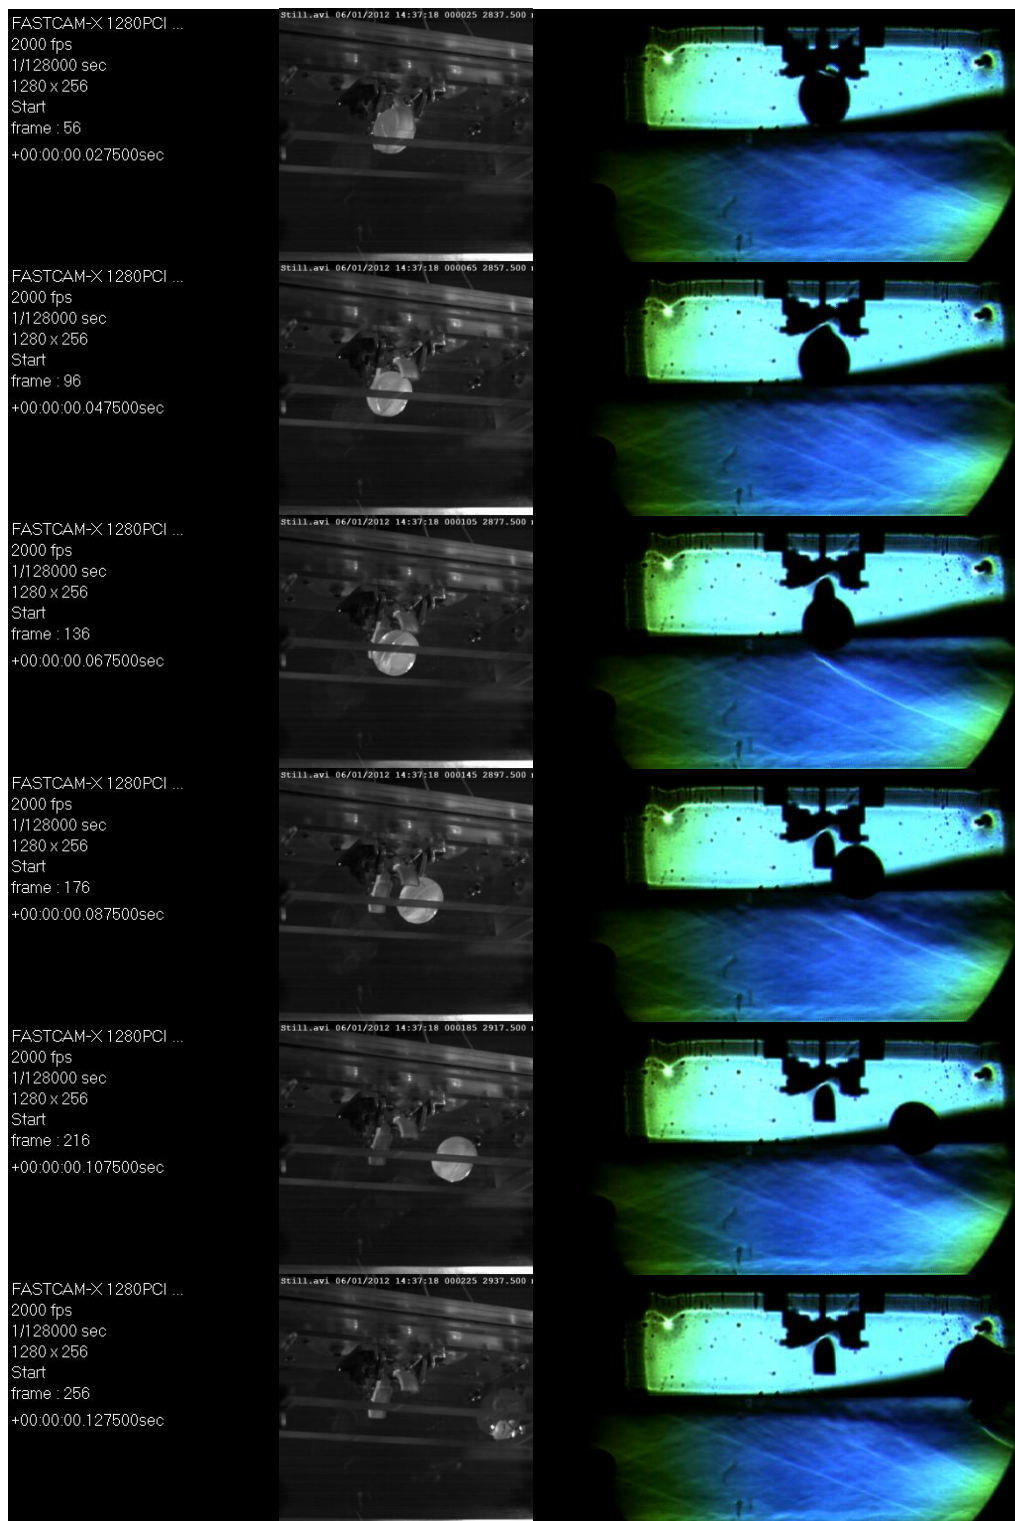 FASTCAM-X 1280PCI ...
2000 fps
1/128000 sec
1280 x 256
Start
frame : 56
+00:00:00.027500sec
Still.avi 06/01/2012 14:37:18 000025 2837.500
FASTCAM-X 1280PCI ...
2000 fps
1/128000 sec
1280 x 256
Start
frame : 96
+00:00:00.047500sec
Still.avi 06/01/2012 14:37:18 000065 2857.500
FASTCAM-X 1280PCI ...
2000 fps
1/128000 sec
1280 x 256
Start
frame : 136
+00:00:00.067500sec
Still.avi 06/01/2012 14:37:18 000105 2877.500
FASTCAM-X 1280PCI ...
2000 fps
1/128000 sec
1280 x 256
Start
frame : 176
+00:00:00.087500sec
Still.avi 06/01/2012 14:37:18 000145 2897.500
FASTCAM-X 1280PCI ...
2000 fps
1/128000 sec
1280 x 256
Start
frame : 216
+00:00:00.107500sec
Still.avi 06/01/2012 14:37:18 000185 2917.500
FASTCAM-X 1280PCI ...
2000 fps
1/128000 sec
1280 x 256
Start
frame : 256
+00:00:00.127500sec
Still.avi 06/01/2012 14:37:18 000225 2937.500